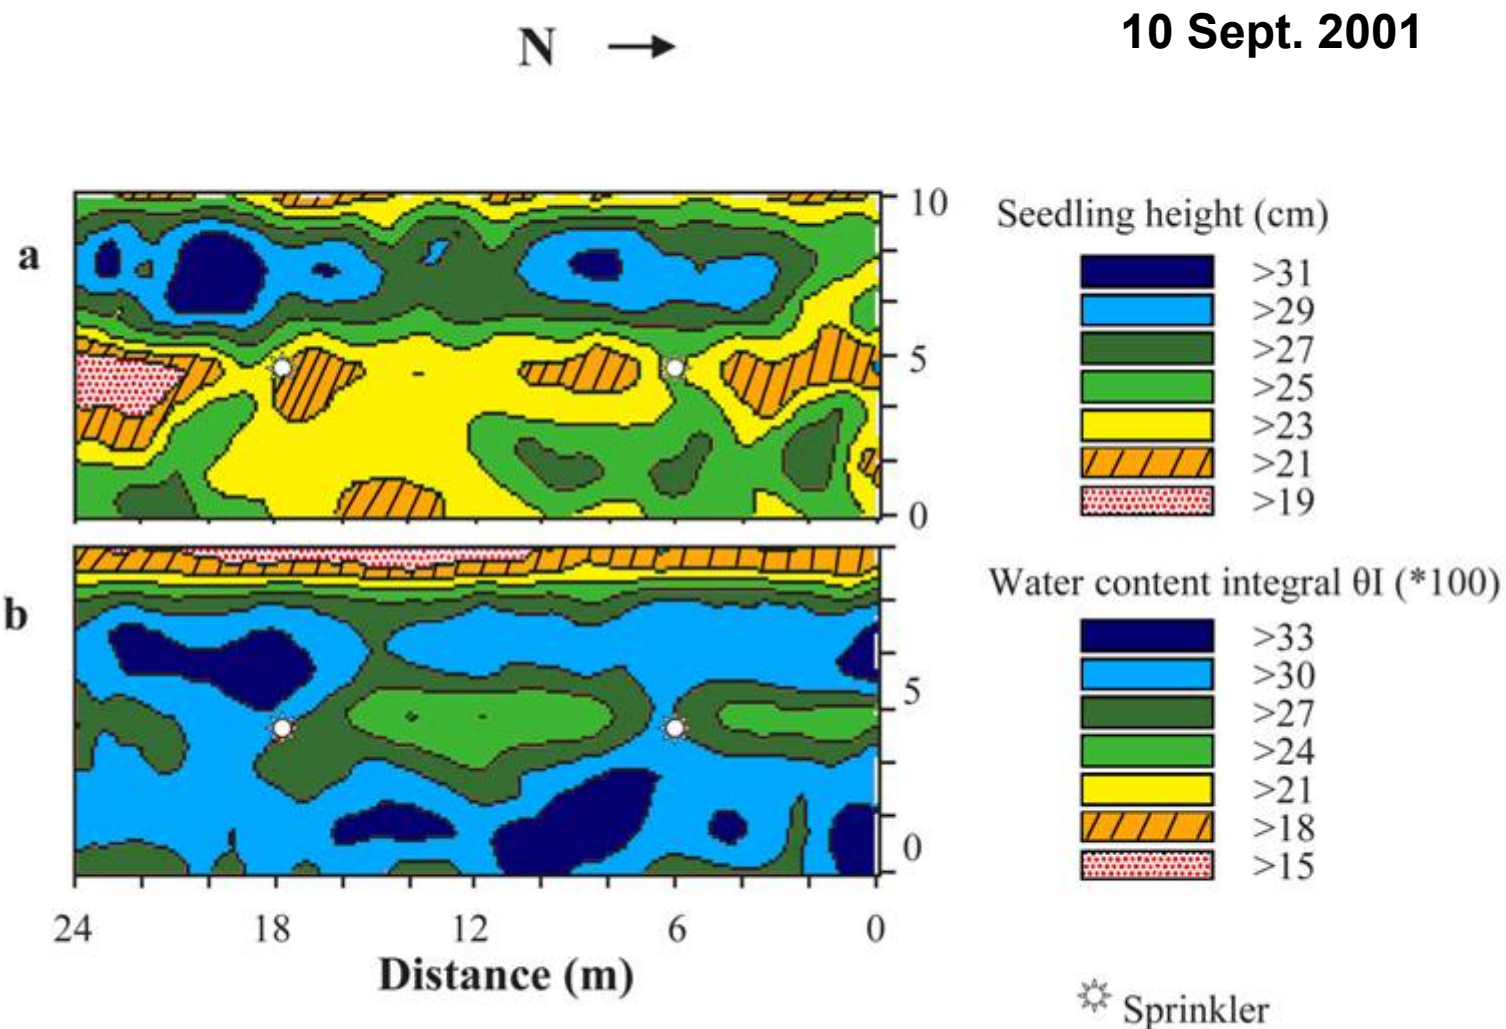 10 Sept. 2001
N
a
10
5
0
Seedling height (cm)
>31
>29
>27
>25
>23
>21
>19
b
5
0
Water content integral θI (*100)
>33
>30
>27
>24
>21
>18
>15
24 18 12 6 0
Distance (m)
Sprinkler